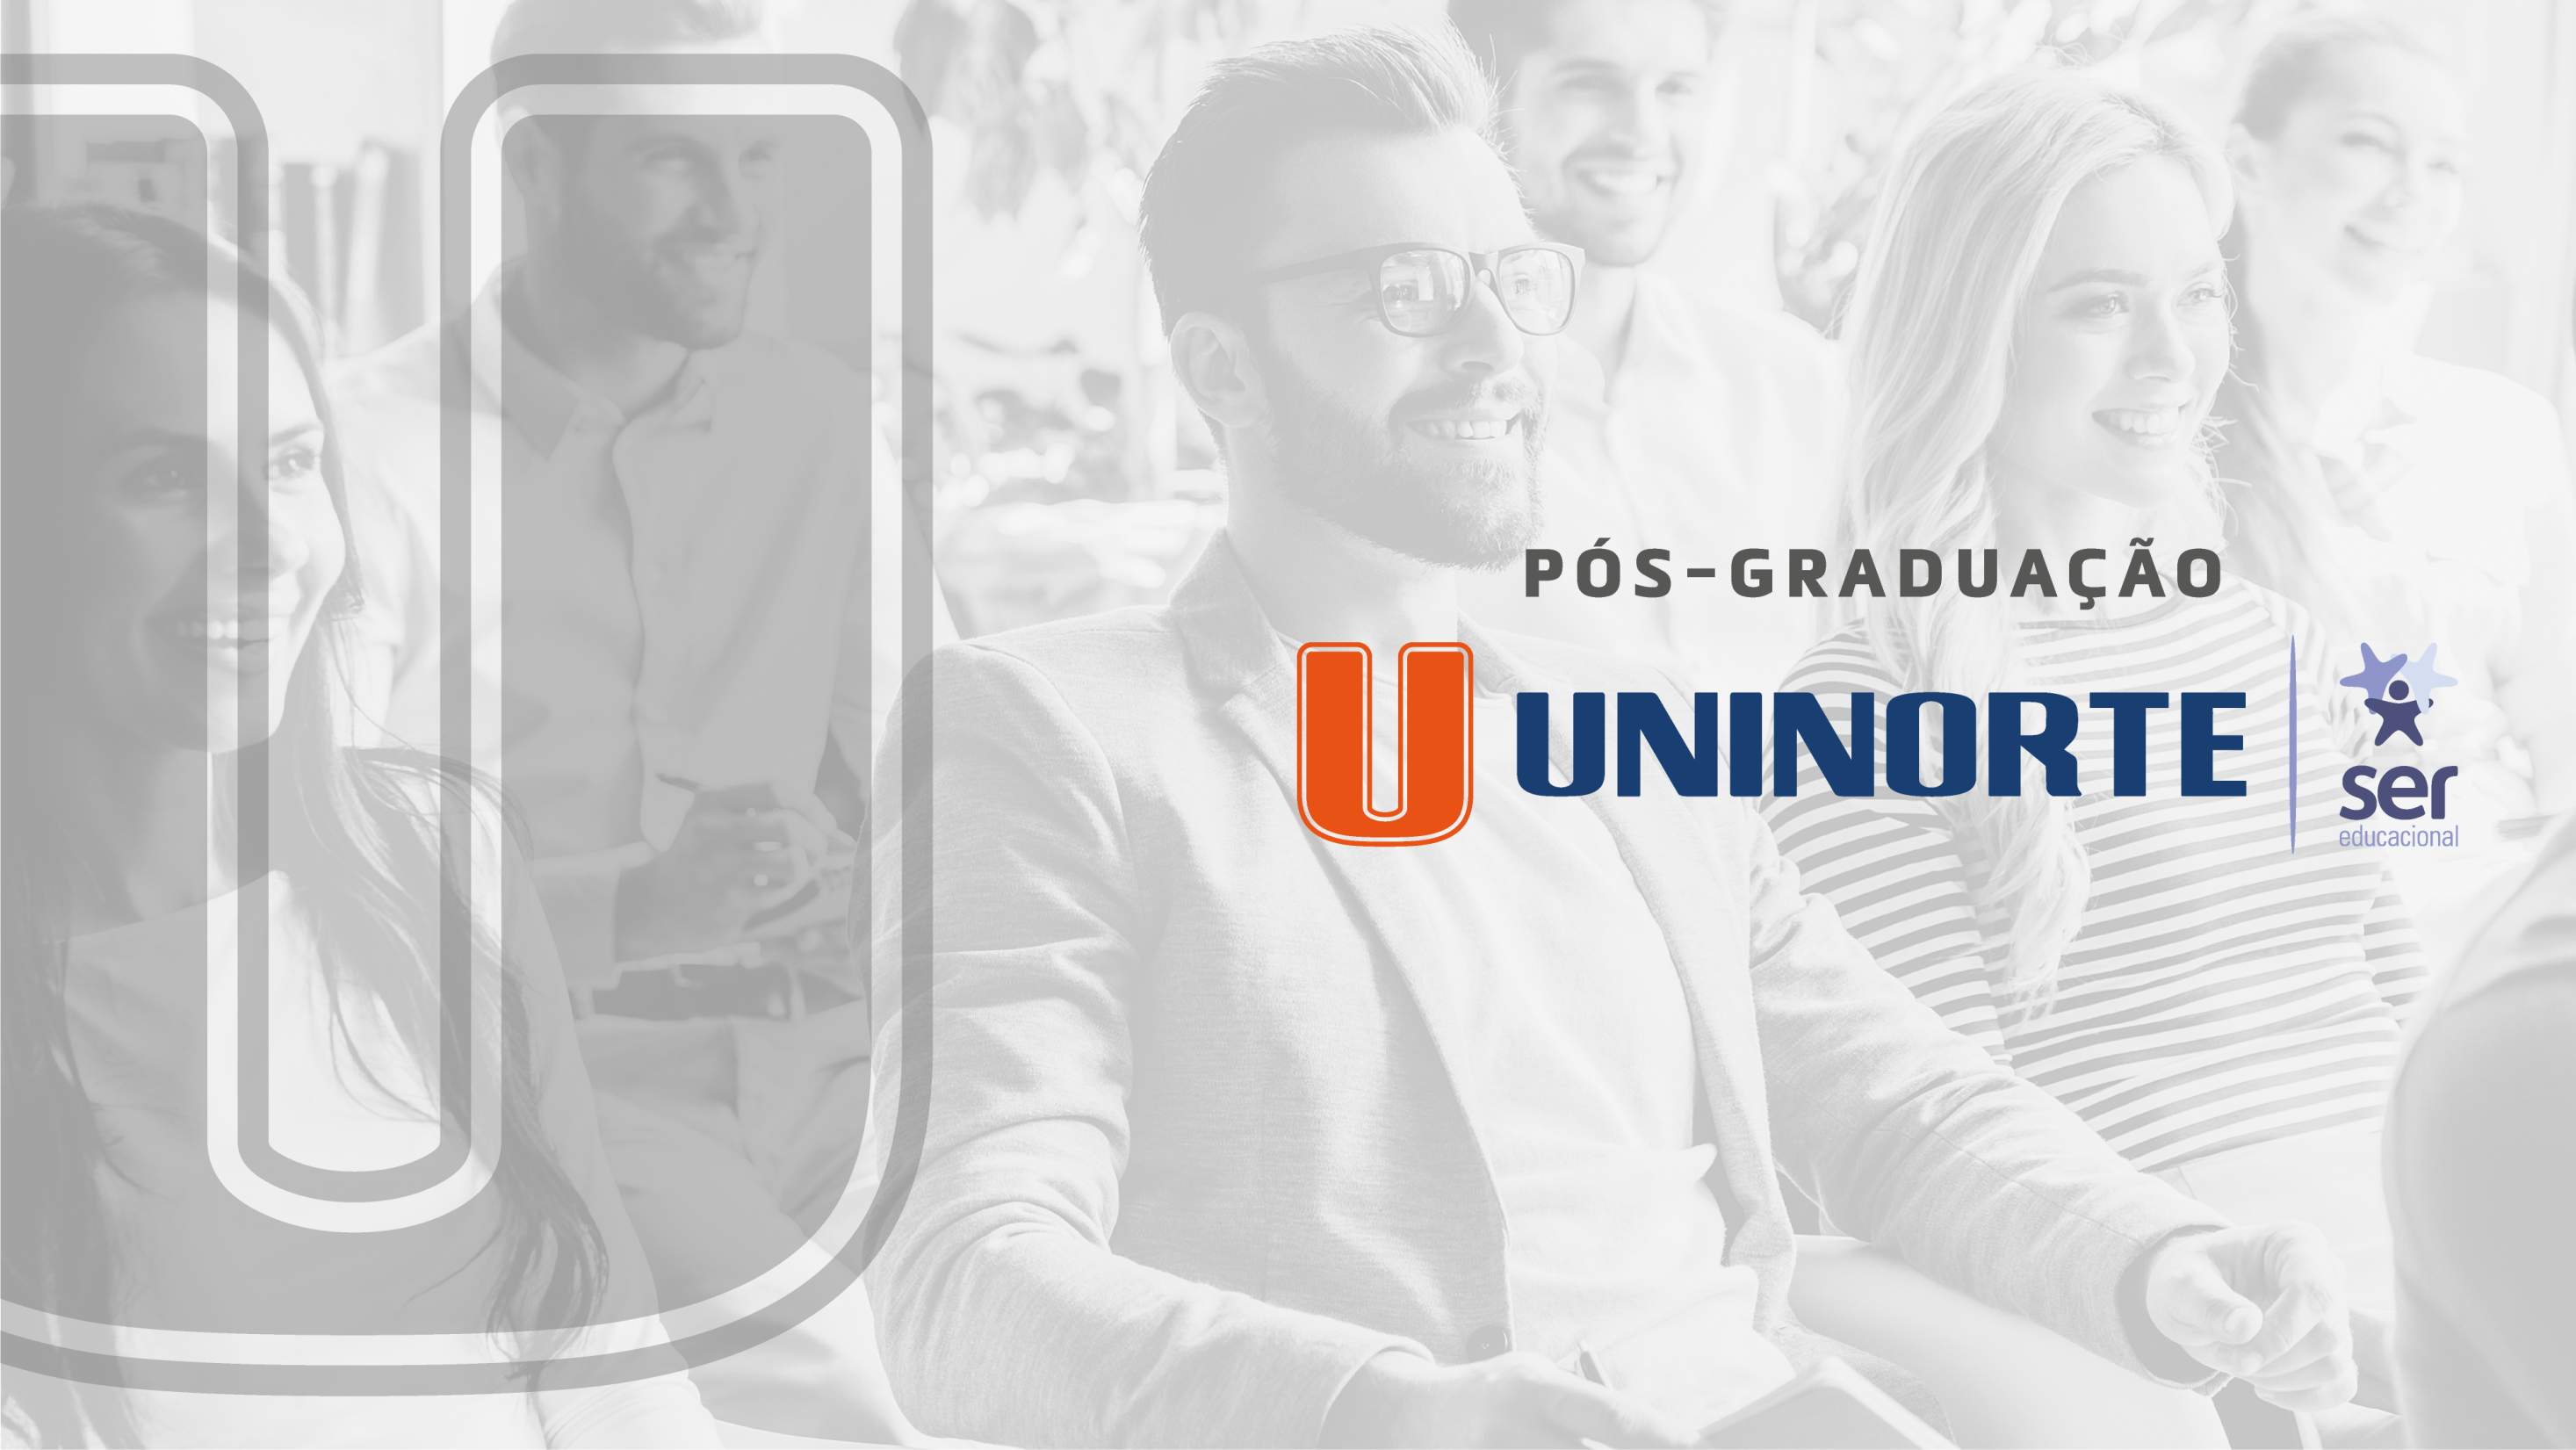 PÓS-GRADUAÇÃO
U UNINORTE
ser
educacional